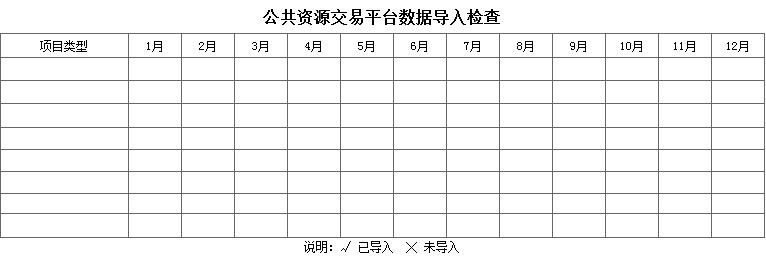 公共资源交易平台数据导入检查
项目类型 1月 2月 3月 4月 5月 6月 7月 8月 9月 10月 11月 12月
说明：√ 已导入 × 未导入